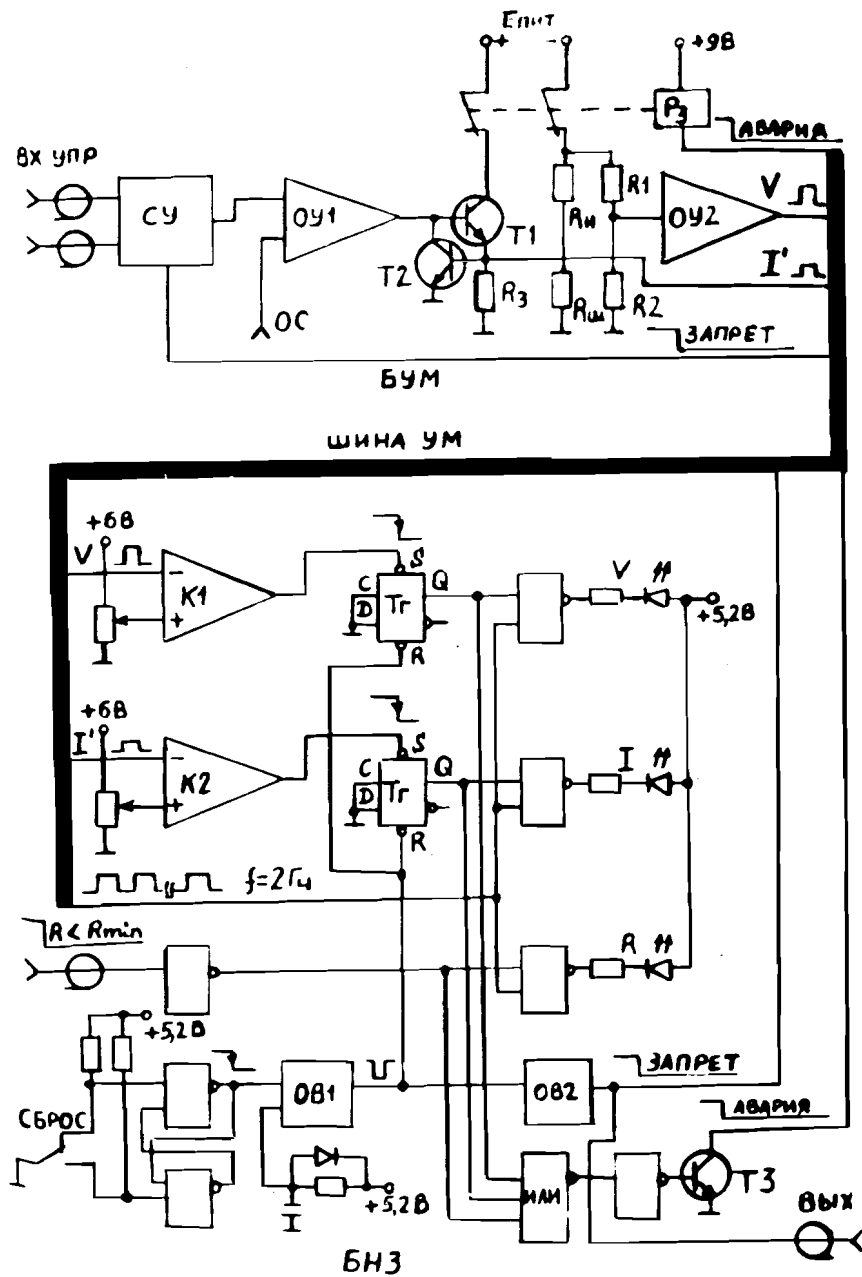 Епит
+ -
+9В
Р3
АВАРИЯ
ВХ УПР
СУ
ОУ1
Т1
Rн
R1
ОУ2
V
Т2
R3
Rш
R2
I'
ОС
ЗАПРЕТ
БУМ
ШИНА УМ
+6В
V
-
К1
+
S
C
D
Тг
Q
R
V
+5,2В
+6В
I'
-
К2
+
S
C
D
Тг
Q
R
I
f=2Гц
R < Rmin
R
+5,2В
СБРОС
ОВ1
ОВ2
ЗАПРЕТ
АВАРИЯ
+5,2В
ИЛИ
Т3
ВЫХ
БНЗ